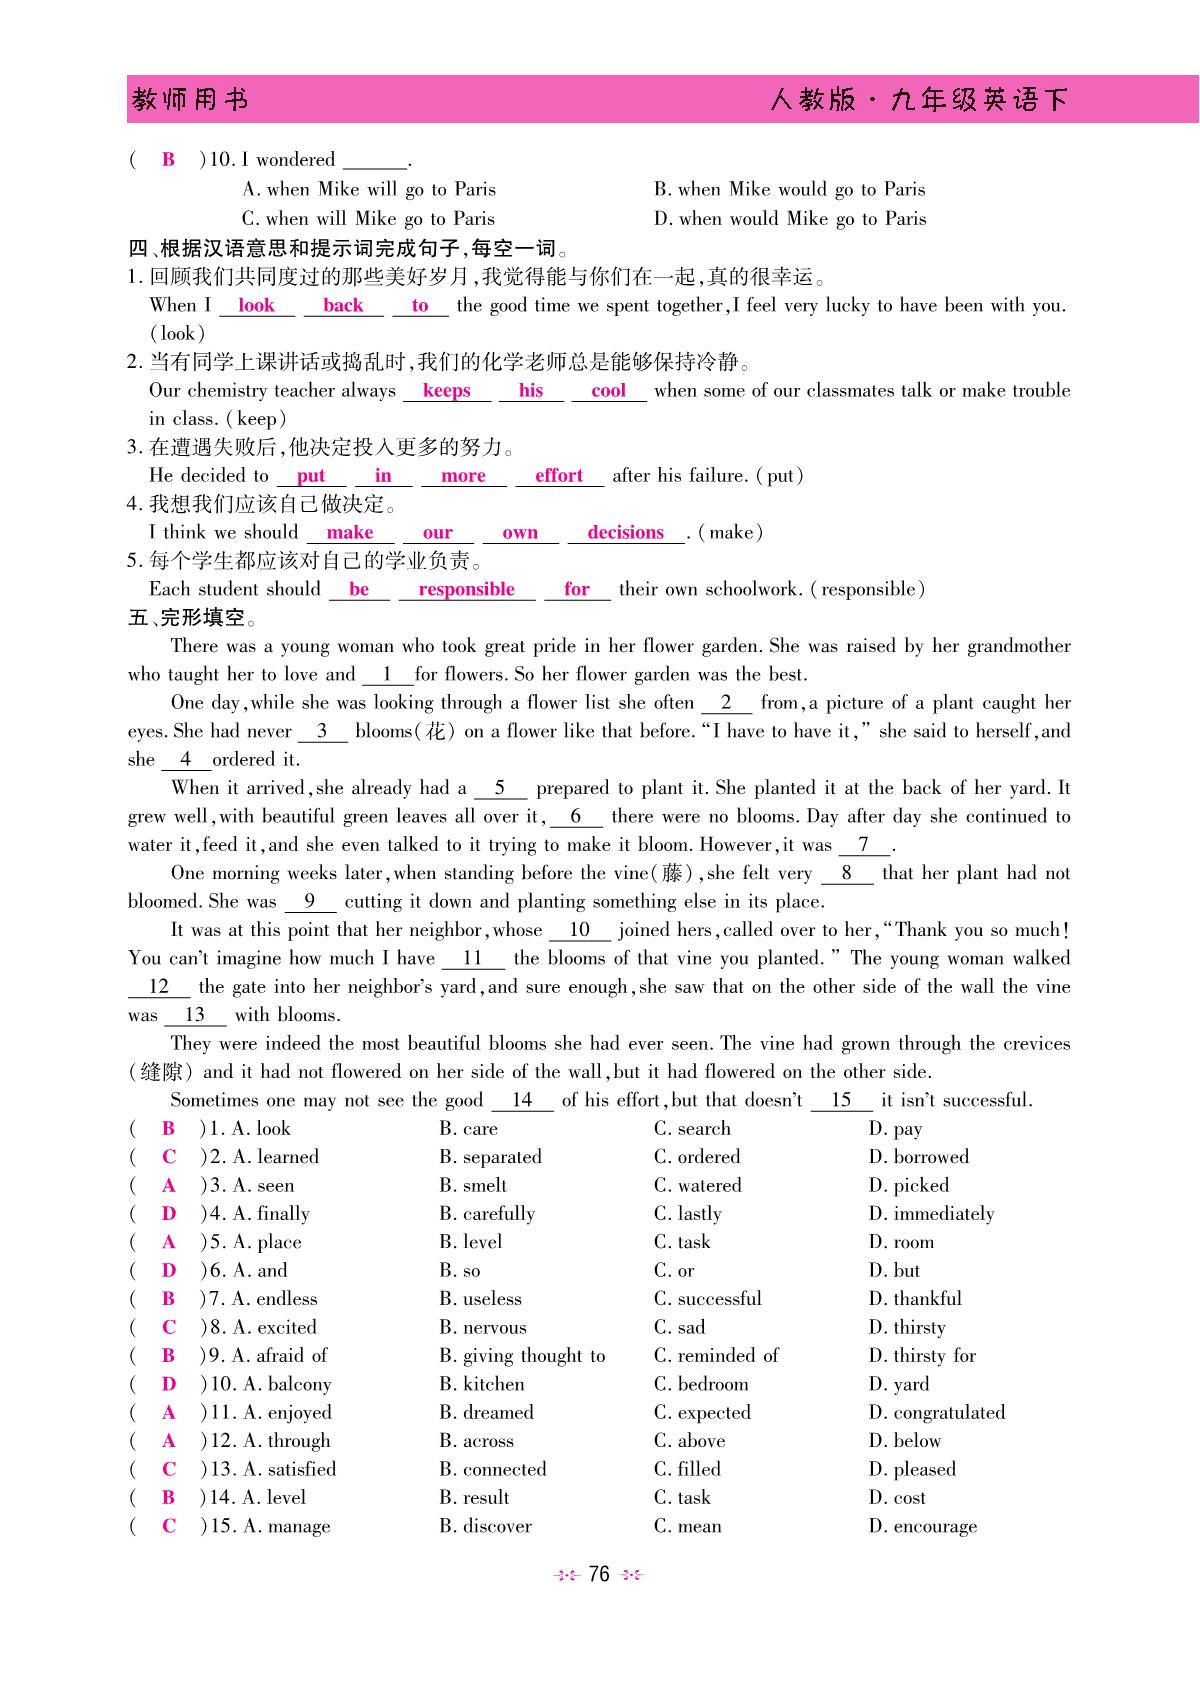 教师用书 人教版·九年级英语下
( B )10. I wondered ______.
A. when Mike will go to Paris B. when Mike would go to Paris
C. when will Mike go to Paris D. when would Mike go to Paris
四、根据汉语意思和提示词完成句子,每空一词。
1. 回顾我们共同度过的那些美好岁月,我觉得能与你们在一起,真的很幸运。
When I look back to the good time we spent together,I feel very lucky to have been with you.
(look)
2. 当有同学上课讲话或捣乱时,我们的化学老师总是能够保持冷静。
Our chemistry teacher always keeps his cool when some of our classmates talk or make trouble
in class. (keep)
3. 在遭遇失败后,他决定投入更多的努力。
He decided to put in more effort after his failure. (put)
4. 我想我们应该自己做决定。
I think we should make our own decisions. (make)
5. 每个学生都应该对自己的学业负责。
Each student should be responsible for their own schoolwork. (responsible)
五、完形填空。
There was a young woman who took great pride in her flower garden. She was raised by her grandmother
who taught her to love and 1 for flowers. So her flower garden was the best.
One day,while she was looking through a flower list she often 2 from,a picture of a plant caught her
eyes. She had never 3 blooms(花) on a flower like that before. “I have to have it,” she said to herself,and
she 4 ordered it.
When it arrived,she already had a 5 prepared to plant it. She planted it at the back of her yard. It
grew well,with beautiful green leaves all over it, 6 there were no blooms. Day after day she continued to
water it,feed it,and she even talked to it trying to make it bloom. However,it was 7 .
One morning weeks later,when standing before the vine(藤),she felt very 8 that her plant had not
bloomed. She was 9 cutting it down and planting something else in its place.
It was at this point that her neighbor,whose 10 joined hers,called over to her,“Thank you so much!
You can't imagine how much I have 11 the blooms of that vine you planted. ” The young woman walked
12 the gate into her neighbor's yard,and sure enough,she saw that on the other side of the wall the vine
was 13 with blooms.
They were indeed the most beautiful blooms she had ever seen. The vine had grown through the crevices
(缝隙) and it had not flowered on her side of the wall,but it had flowered on the other side.
Sometimes one may not see the good 14 of his effort,but that doesn't 15 it isn't successful.
( B )1. A. look B. care C. search D. pay
( C )2. A. learned B. separated C. ordered D. borrowed
( A )3. A. seen B. smelt C. watered D. picked
( D )4. A. finally B. carefully C. lastly D. immediately
( A )5. A. place B. level C. task D. room
( D )6. A. and B. so C. or D. but
( B )7. A. endless B. useless C. successful D. thankful
( C )8. A. excited B. nervous C. sad D. thirsty
( B )9. A. afraid of B. giving thought to C. reminded of D. thirsty for
( D )10. A. balcony B. kitchen C. bedroom D. yard
( A )11. A. enjoyed B. dreamed C. expected D. congratulated
( A )12. A. through B. across C. above D. below
( C )13. A. satisfied B. connected C. filled D. pleased
( B )14. A. level B. result C. task D. cost
( C )15. A. manage B. discover C. mean D. encourage
76